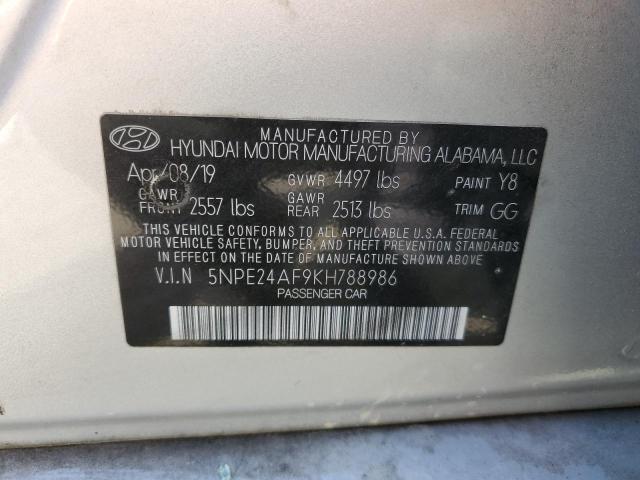 MANUFACTURED BY
HYUNDAI MOTOR MANUFACTURING ALABAMA, LLC
Apr/08/19 GVWR 4497 lbs PAINT Y8
GAWR FRONT 2557 lbs GAWR REAR 2513 lbs TRIM GG
THIS VEHICLE CONFORMS TO ALL APPLICABLE U.S.A. FEDERAL
MOTOR VEHICLE SAFETY, BUMPER, AND THEFT PREVENTION STANDARDS
IN EFFECT ON THE DATE OF MANUFACTURE SHOWN ABOVE.
V.I.N 5NPE24AF9KH788986
PASSENGER CAR